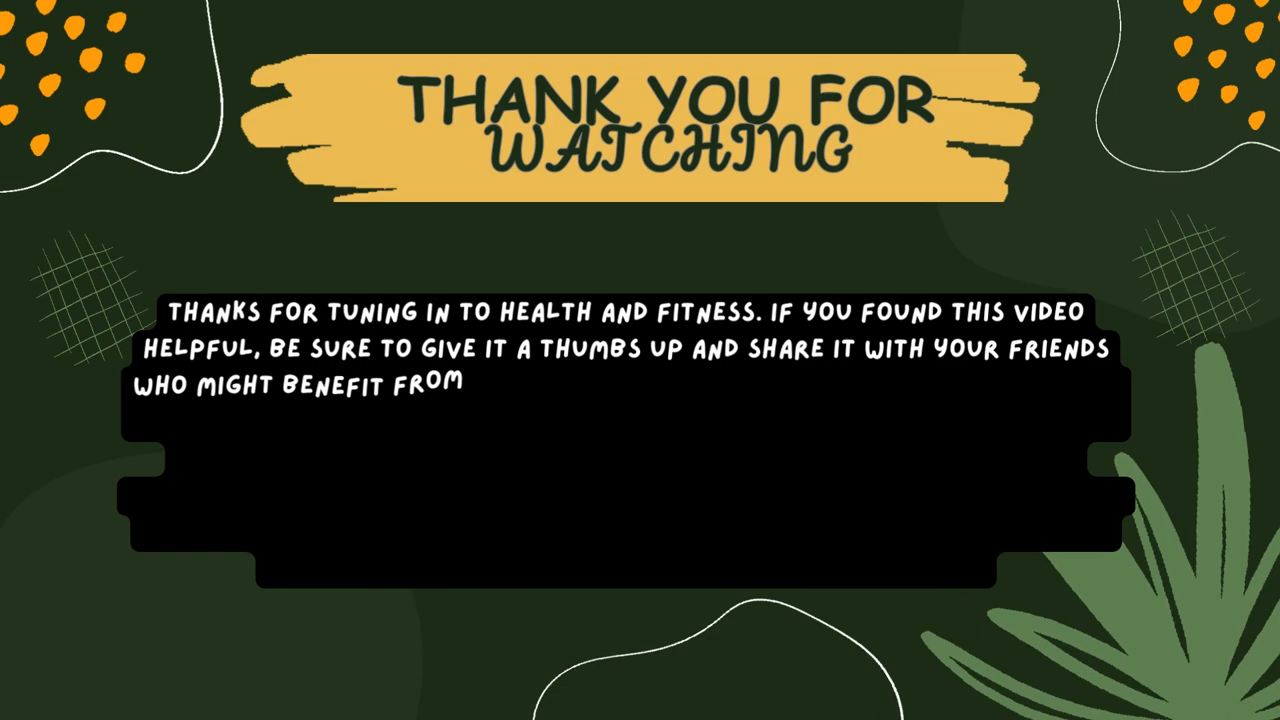 THANK YOU FOR
WATCHING
THANKS FOR TUNING IN TO HEALTH AND FITNESS. IF YOU FOUND THIS VIDEO
HELPFUL, BE SURE TO GIVE IT A THUMBS UP AND SHARE IT WITH YOUR FRIENDS
WHO MIGHT BENEFIT FROM